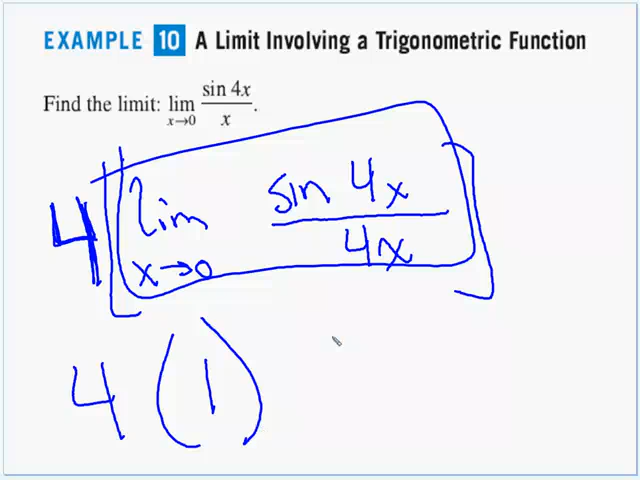 EXAMPLE 10 A Limit Involving a Trigonometric Function
Find the limit: lim x→0 sin 4x / x.
4 [ lim x→0 sin 4x / 4x ]
4 ( 1 )